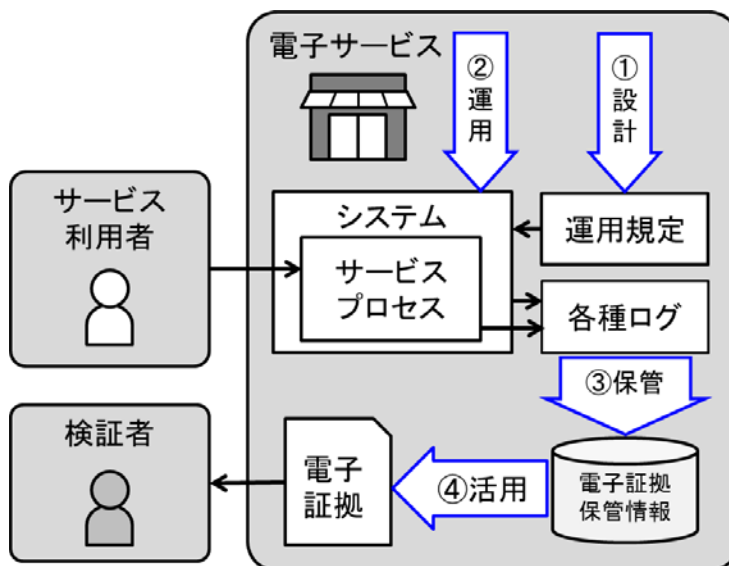 電子サービス
②
運
用
①
設
計
サービス
利用者
システム
サービス
プロセス
運用規定
各種ログ
③保管
検証者
電子
証拠
④活用
電子証拠
保管情報